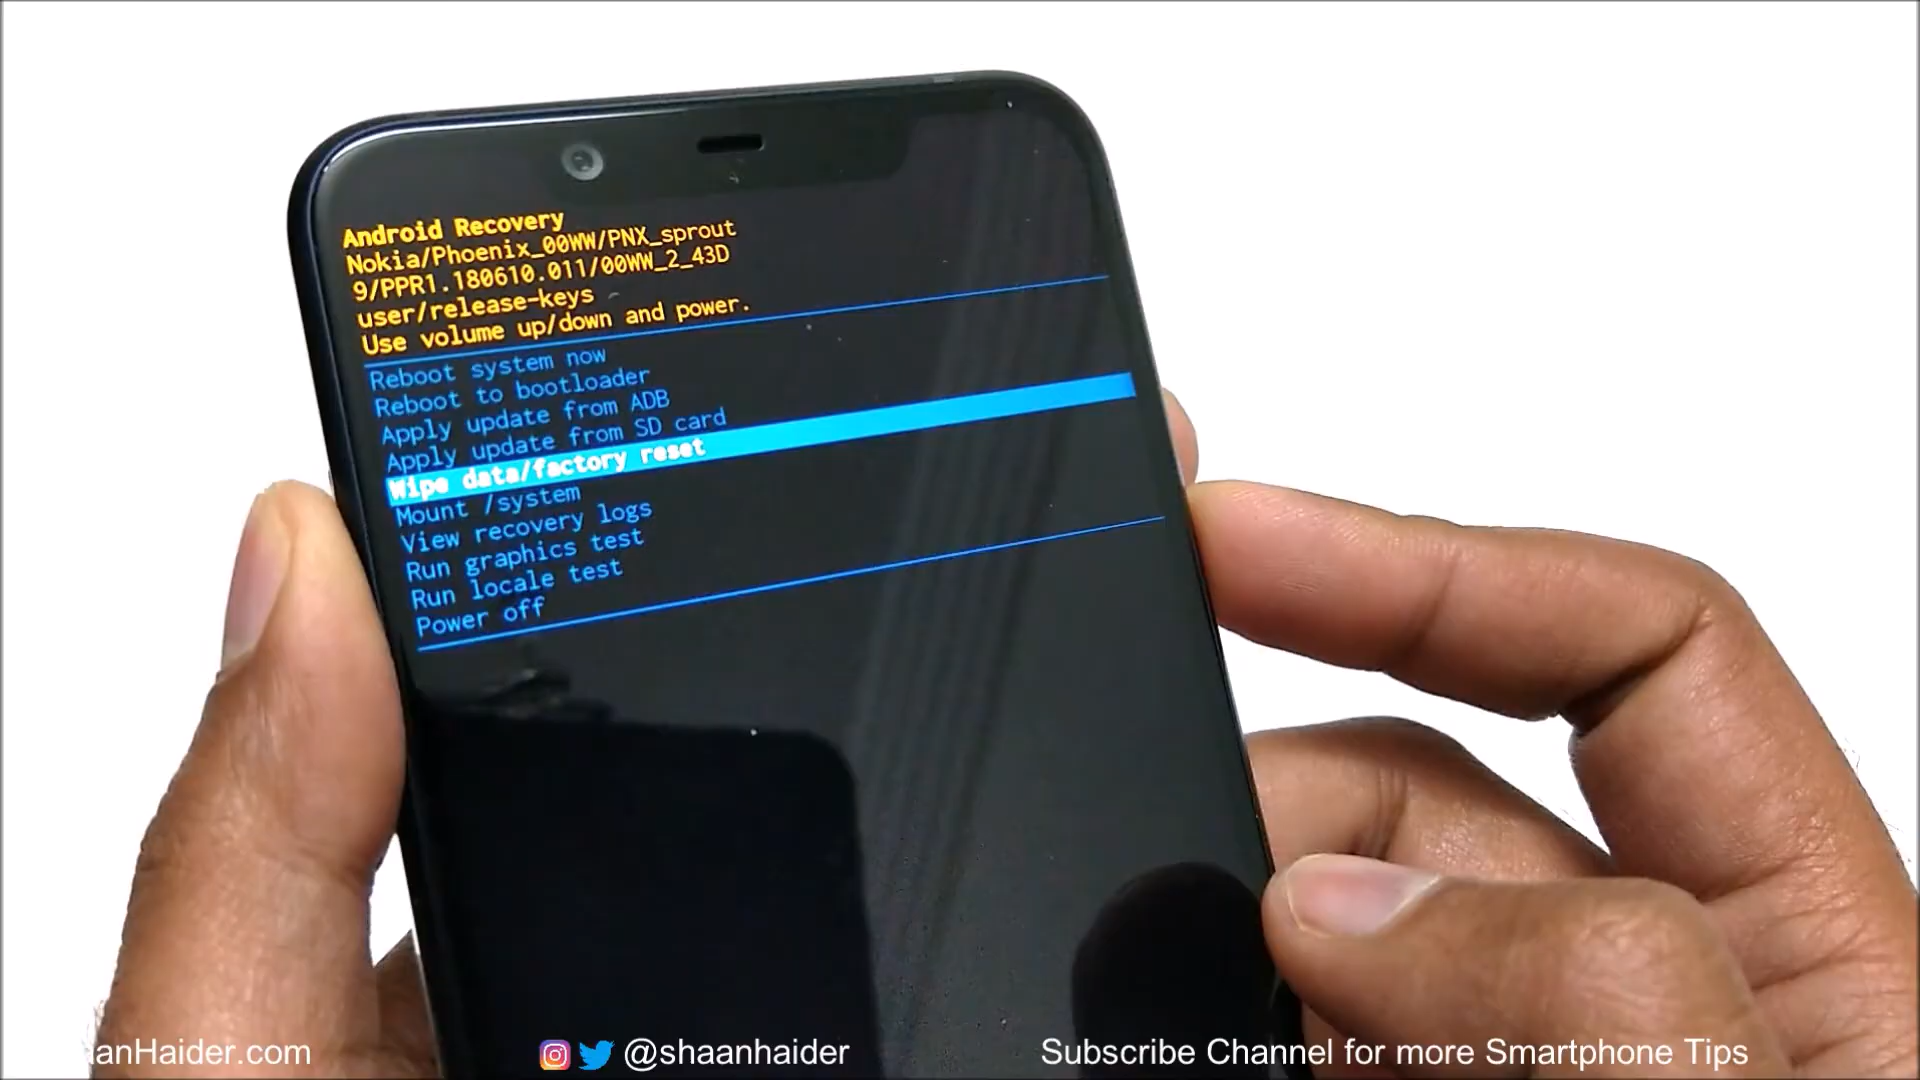 Android Recovery
Nokia/Phoenix_00WW/PNX_sprout
9/PPR1.180610.011/00WW_2_43D
user/release-keys
Use volume up/down and power.
Reboot system now
Reboot to bootloader
Apply update from ADB
Apply update from SD card
Wipe data/factory reset
Mount /system
View recovery logs
Run graphics test
Run locale test
Power off
aanHaider.com
@shaanhaider
Subscribe Channel for more Smartphone Tips